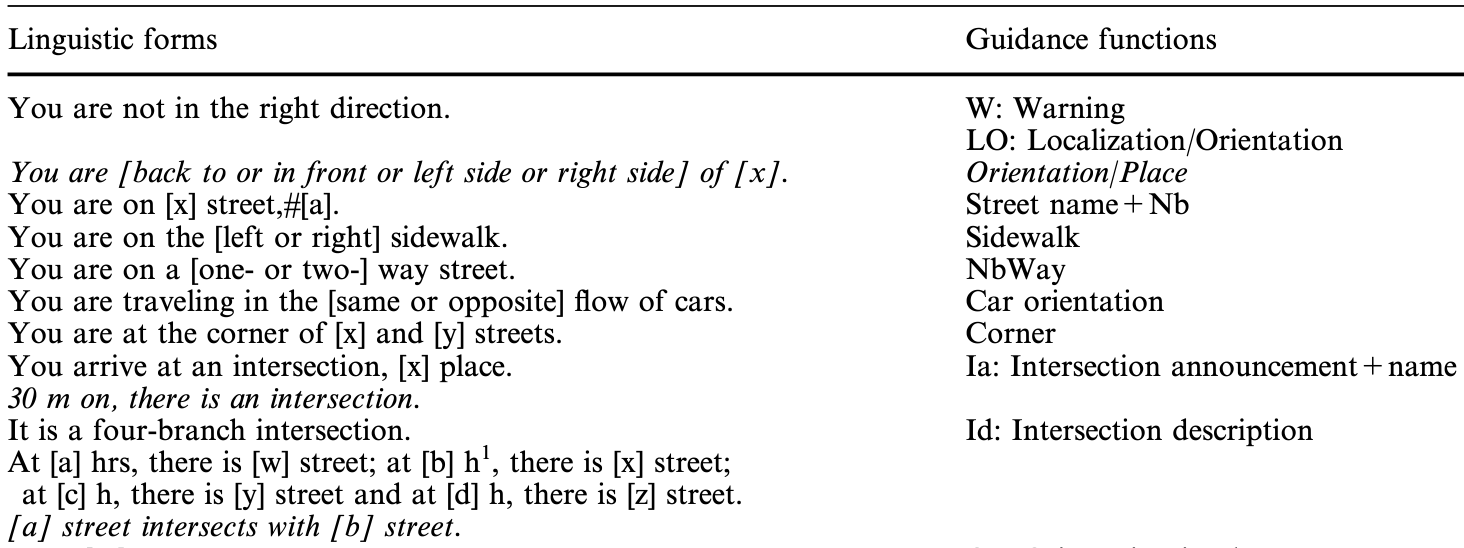 Linguistic forms Guidance functions
You are not in the right direction. W: Warning
LO: Localization/Orientation
You are [back to or in front or left side or right side] of [x]. Orientation/Place
You are on [x] street,#[a]. Street name+Nb
You are on the [left or right] sidewalk. Sidewalk
You are on a [one- or two-] way street. NbWay
You are traveling in the [same or opposite] flow of cars. Car orientation
You are at the corner of [x] and [y] streets. Corner
You arrive at an intersection, [x] place. Ia: Intersection announcement+name
30 m on, there is an intersection.
It is a four-branch intersection. Id: Intersection description
At [a] hrs, there is [w] street; at [b] h¹, there is [x] street;
at [c] h, there is [y] street and at [d] h, there is [z] street.
[a] street intersects with [b] street.